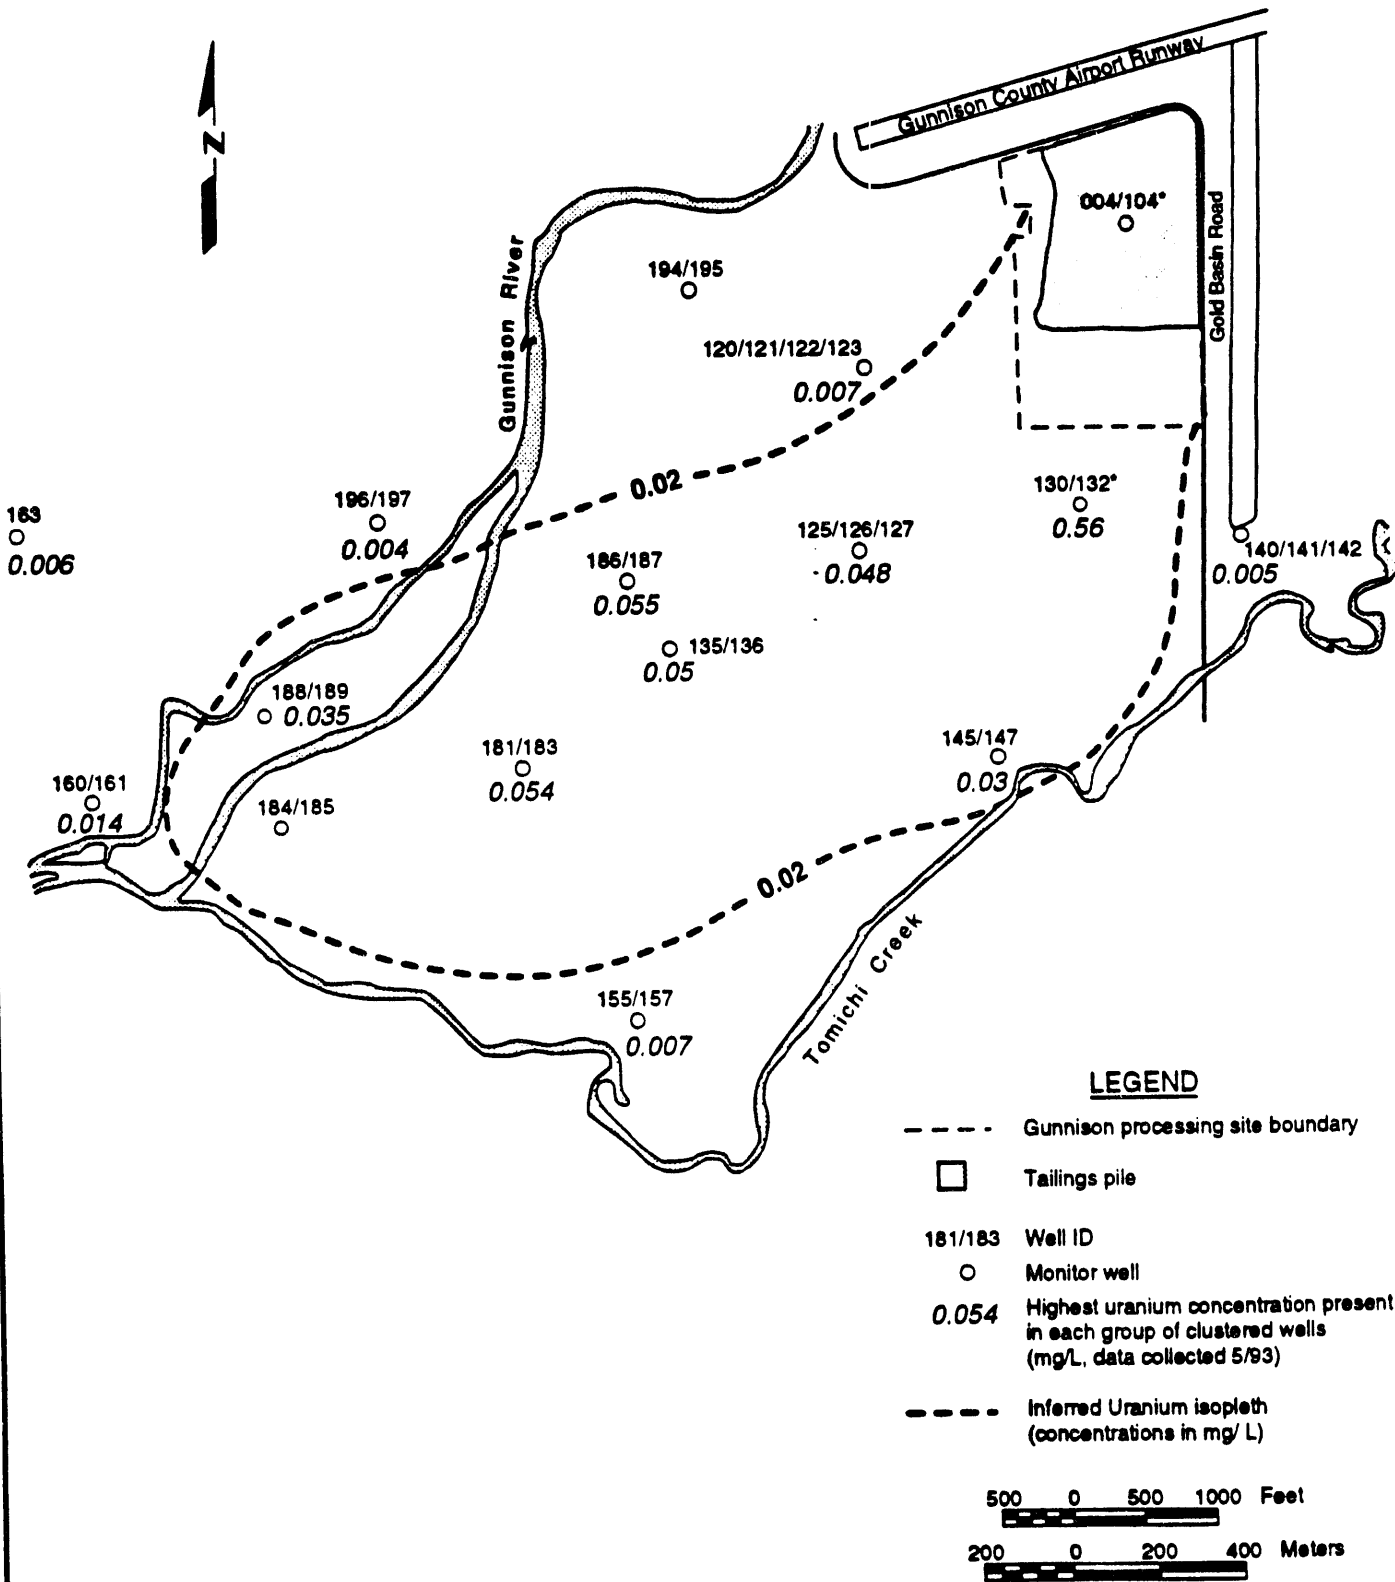 N
Gunnison County Airport Runway
004/104*
Gold Basin Road
Gunnison River
194/195
120/121/122/123
0.007
0.02
163
0.006
196/197
0.004
130/132*
0.56
125/126/127
0.048
140/141/142
0.005
186/187
0.055
135/136
0.05
188/189
0.035
181/183
0.054
145/147
0.03
160/161
0.014
184/185
0.02
Tomichi Creek
155/157
0.007
LEGEND
Gunnison processing site boundary
Tailings pile
181/183 Well ID
Monitor well
0.054 Highest uranium concentration present
in each group of clustered wells
(mg/L, data collected 5/93)
Inferred Uranium isopleth
(concentrations in mg/ L)
500 0 500 1000 Feet
200 0 200 400 Meters